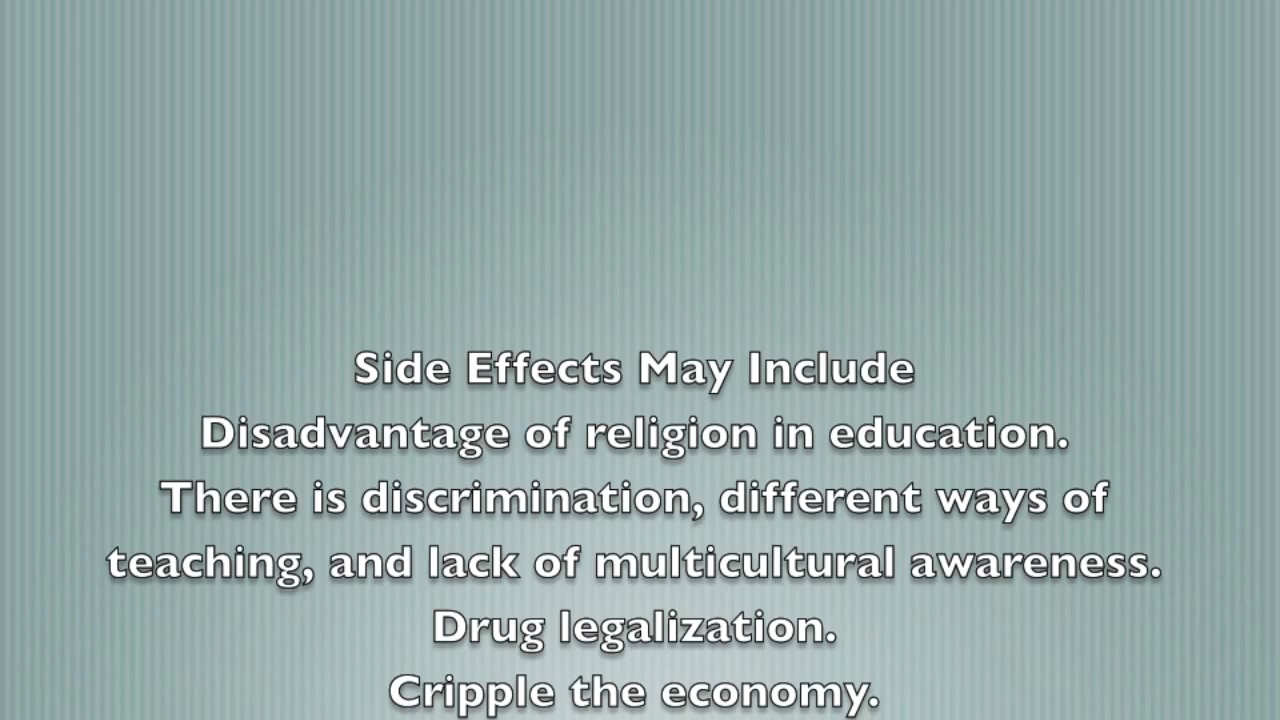 Side Effects May Include
Disadvantage of religion in education.
There is discrimination, different ways of
teaching, and lack of multicultural awareness.
Drug legalization.
Cripple the economy.